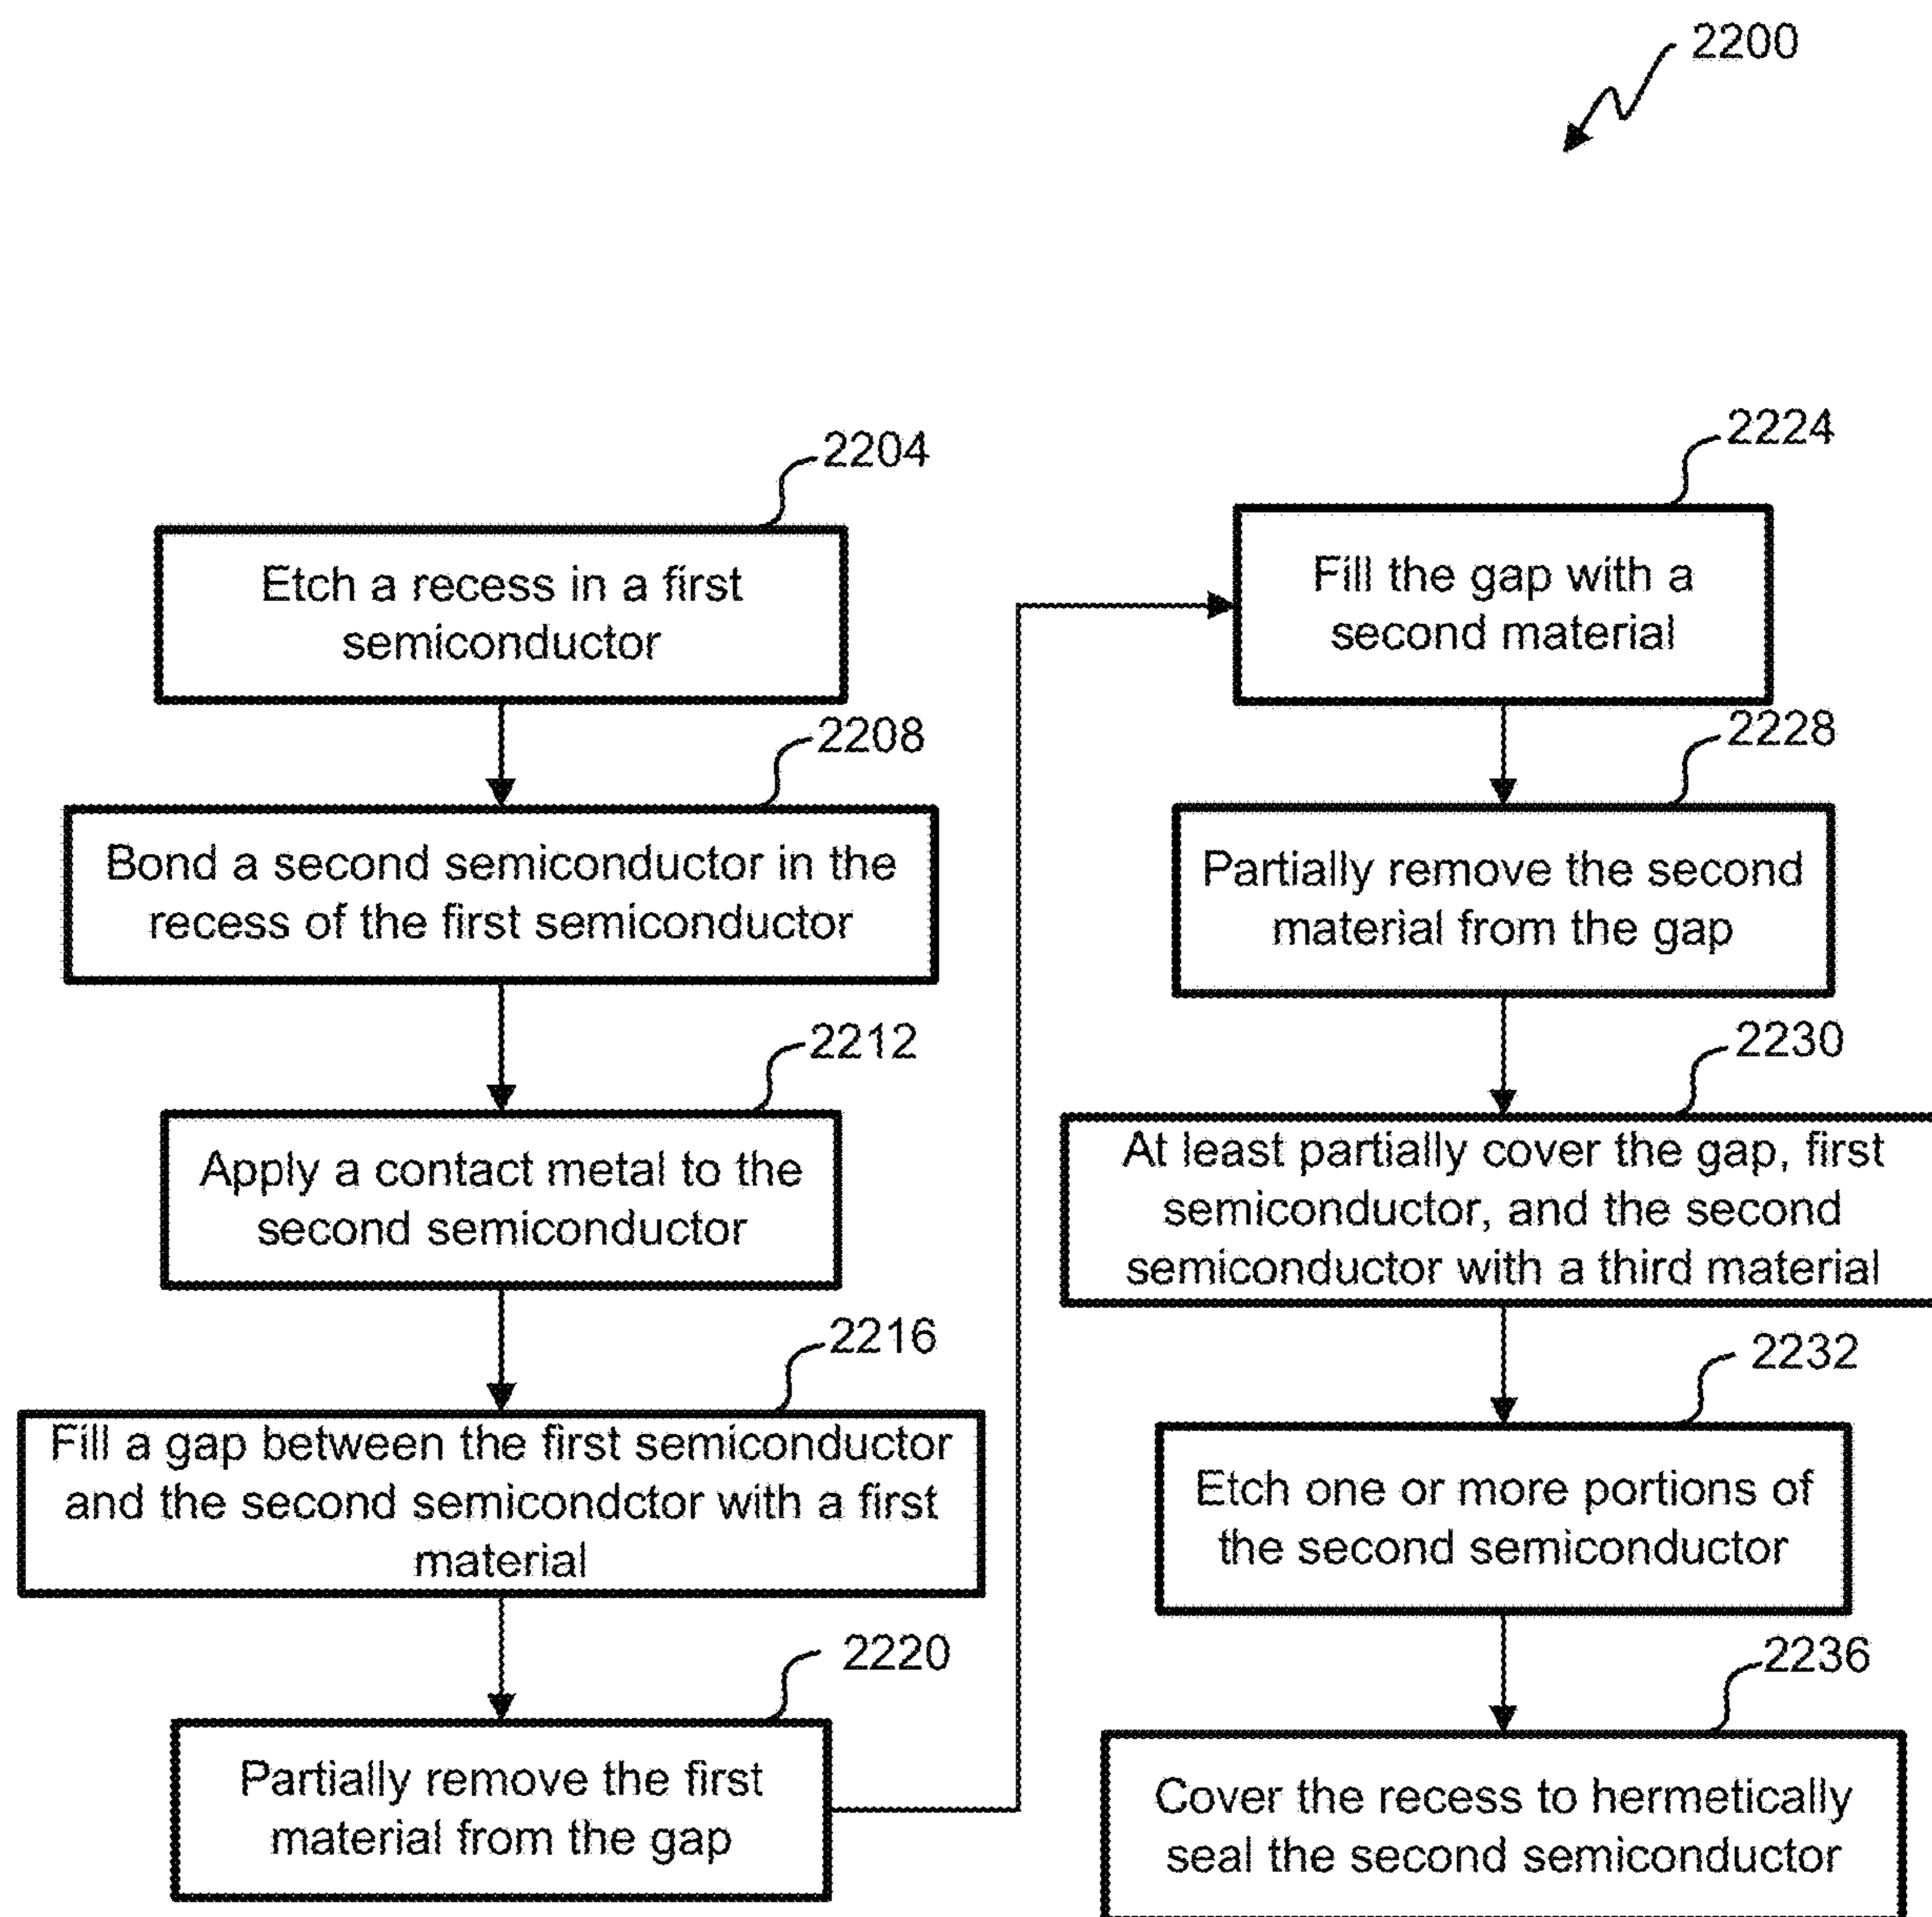 2200
2204
Etch a recess in a first
semiconductor
2208
Bond a second semiconductor in the
recess of the first semiconductor
2212
Apply a contact metal to the
second semiconductor
2216
Fill a gap between the first semiconductor
and the second semicondctor with a first
material
2220
Partially remove the first
material from the gap
2224
Fill the gap with a
second material
2228
Partially remove the second
material from the gap
2230
At least partially cover the gap, first
semiconductor, and the second
semiconductor with a third material
2232
Etch one or more portions of
the second semiconductor
2236
Cover the recess to hermetically
seal the second semiconductor